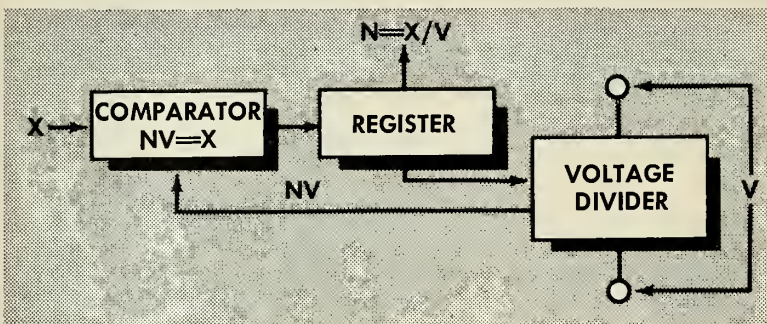 N=X/V
X
COMPARATOR
NV=X
REGISTER
VOLTAGE
DIVIDER
V
NV